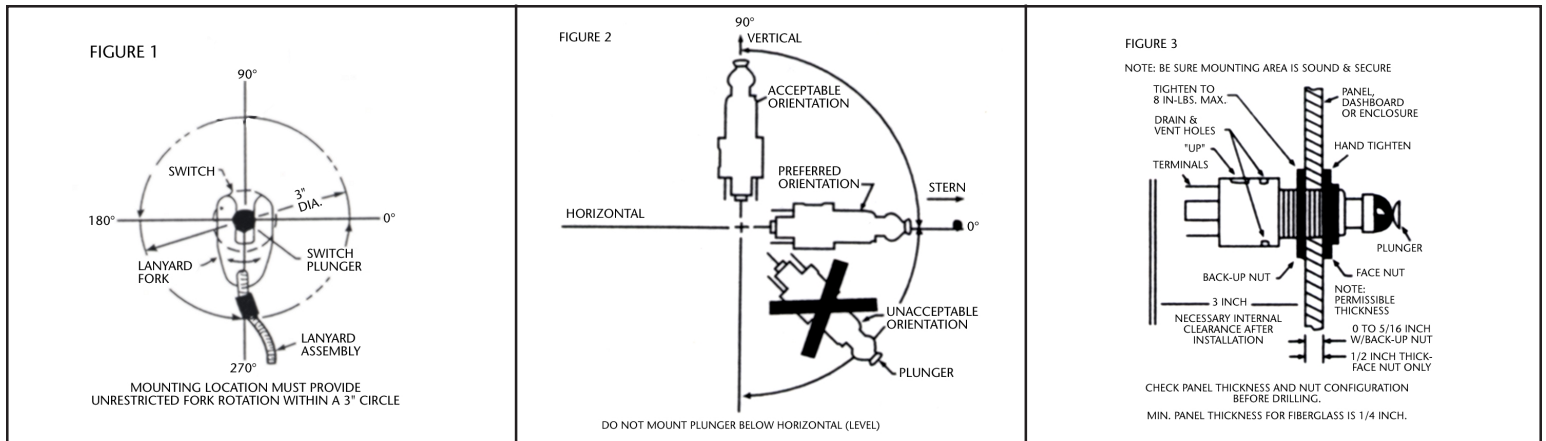 FIGURE 1
90°
SWITCH
3"
DIA.
180°
0°
LANYARD
FORK
SWITCH
PLUNGER
LANYARD
ASSEMBLY
270°
MOUNTING LOCATION MUST PROVIDE
UNRESTRICTED FORK ROTATION WITHIN A 3" CIRCLE
FIGURE 2
90°
VERTICAL
ACCEPTABLE
ORIENTATION
PREFERRED
ORIENTATION
STERN
HORIZONTAL
0°
UNACCEPTABLE
ORIENTATION
PLUNGER
DO NOT MOUNT PLUNGER BELOW HORIZONTAL (LEVEL)
FIGURE 3
NOTE: BE SURE MOUNTING AREA IS SOUND & SECURE
TIGHTEN TO
8 IN-LBS. MAX.
PANEL,
DASHBOARD
OR ENCLOSURE
DRAIN &
VENT HOLES
"UP"
HAND TIGHTEN
TERMINALS
PLUNGER
BACK-UP NUT
FACE NUT
3 INCH
NECESSARY INTERNAL
CLEARANCE AFTER
INSTALLATION
NOTE:
PERMISSIBLE
THICKNESS
0 TO 5/16 INCH
W/BACK-UP NUT
1/2 INCH THICK-
FACE NUT ONLY
CHECK PANEL THICKNESS AND NUT CONFIGURATION
BEFORE DRILLING.
MIN. PANEL THICKNESS FOR FIBERGLASS IS 1/4 INCH.